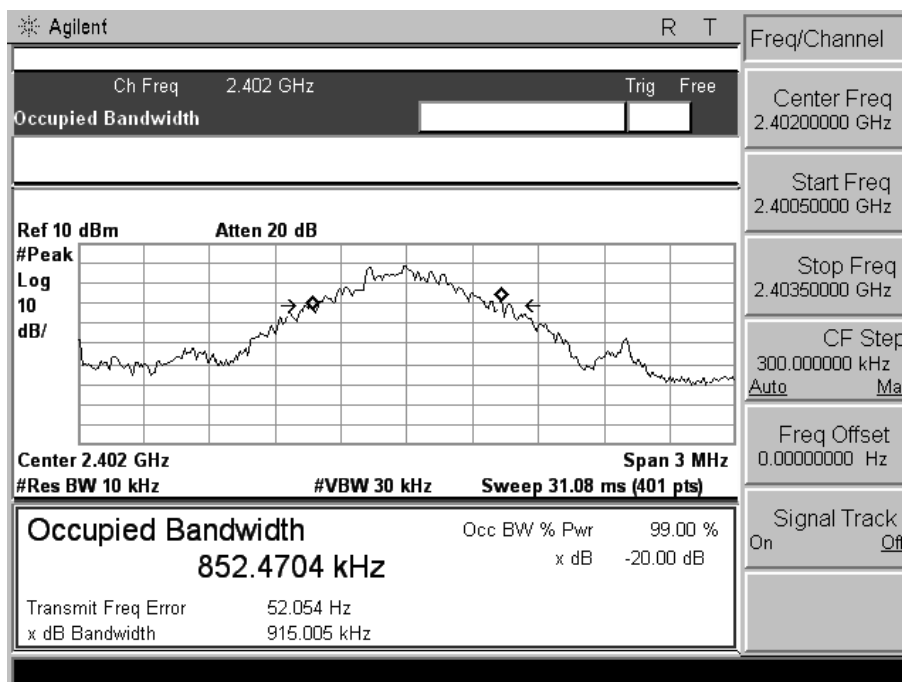 Agilent R T
Ch Freq 2.402 GHz Trig Free
Occupied Bandwidth
Ref 10 dBm Atten 20 dB
#Peak
Log
10
dB/
Center 2.402 GHz Span 3 MHz
#Res BW 10 kHz #VBW 30 kHz Sweep 31.08 ms (401 pts)
Occupied Bandwidth
852.4704 kHz
Occ BW % Pwr 99.00 %
x dB -20.00 dB
Transmit Freq Error 52.054 Hz
x dB Bandwidth 915.005 kHz
Freq/Channel
Center Freq
2.40200000 GHz
Start Freq
2.40050000 GHz
Stop Freq
2.40350000 GHz
CF Step
300.000000 kHz
Auto Ma
Freq Offset
0.00000000 Hz
Signal Track
On Off